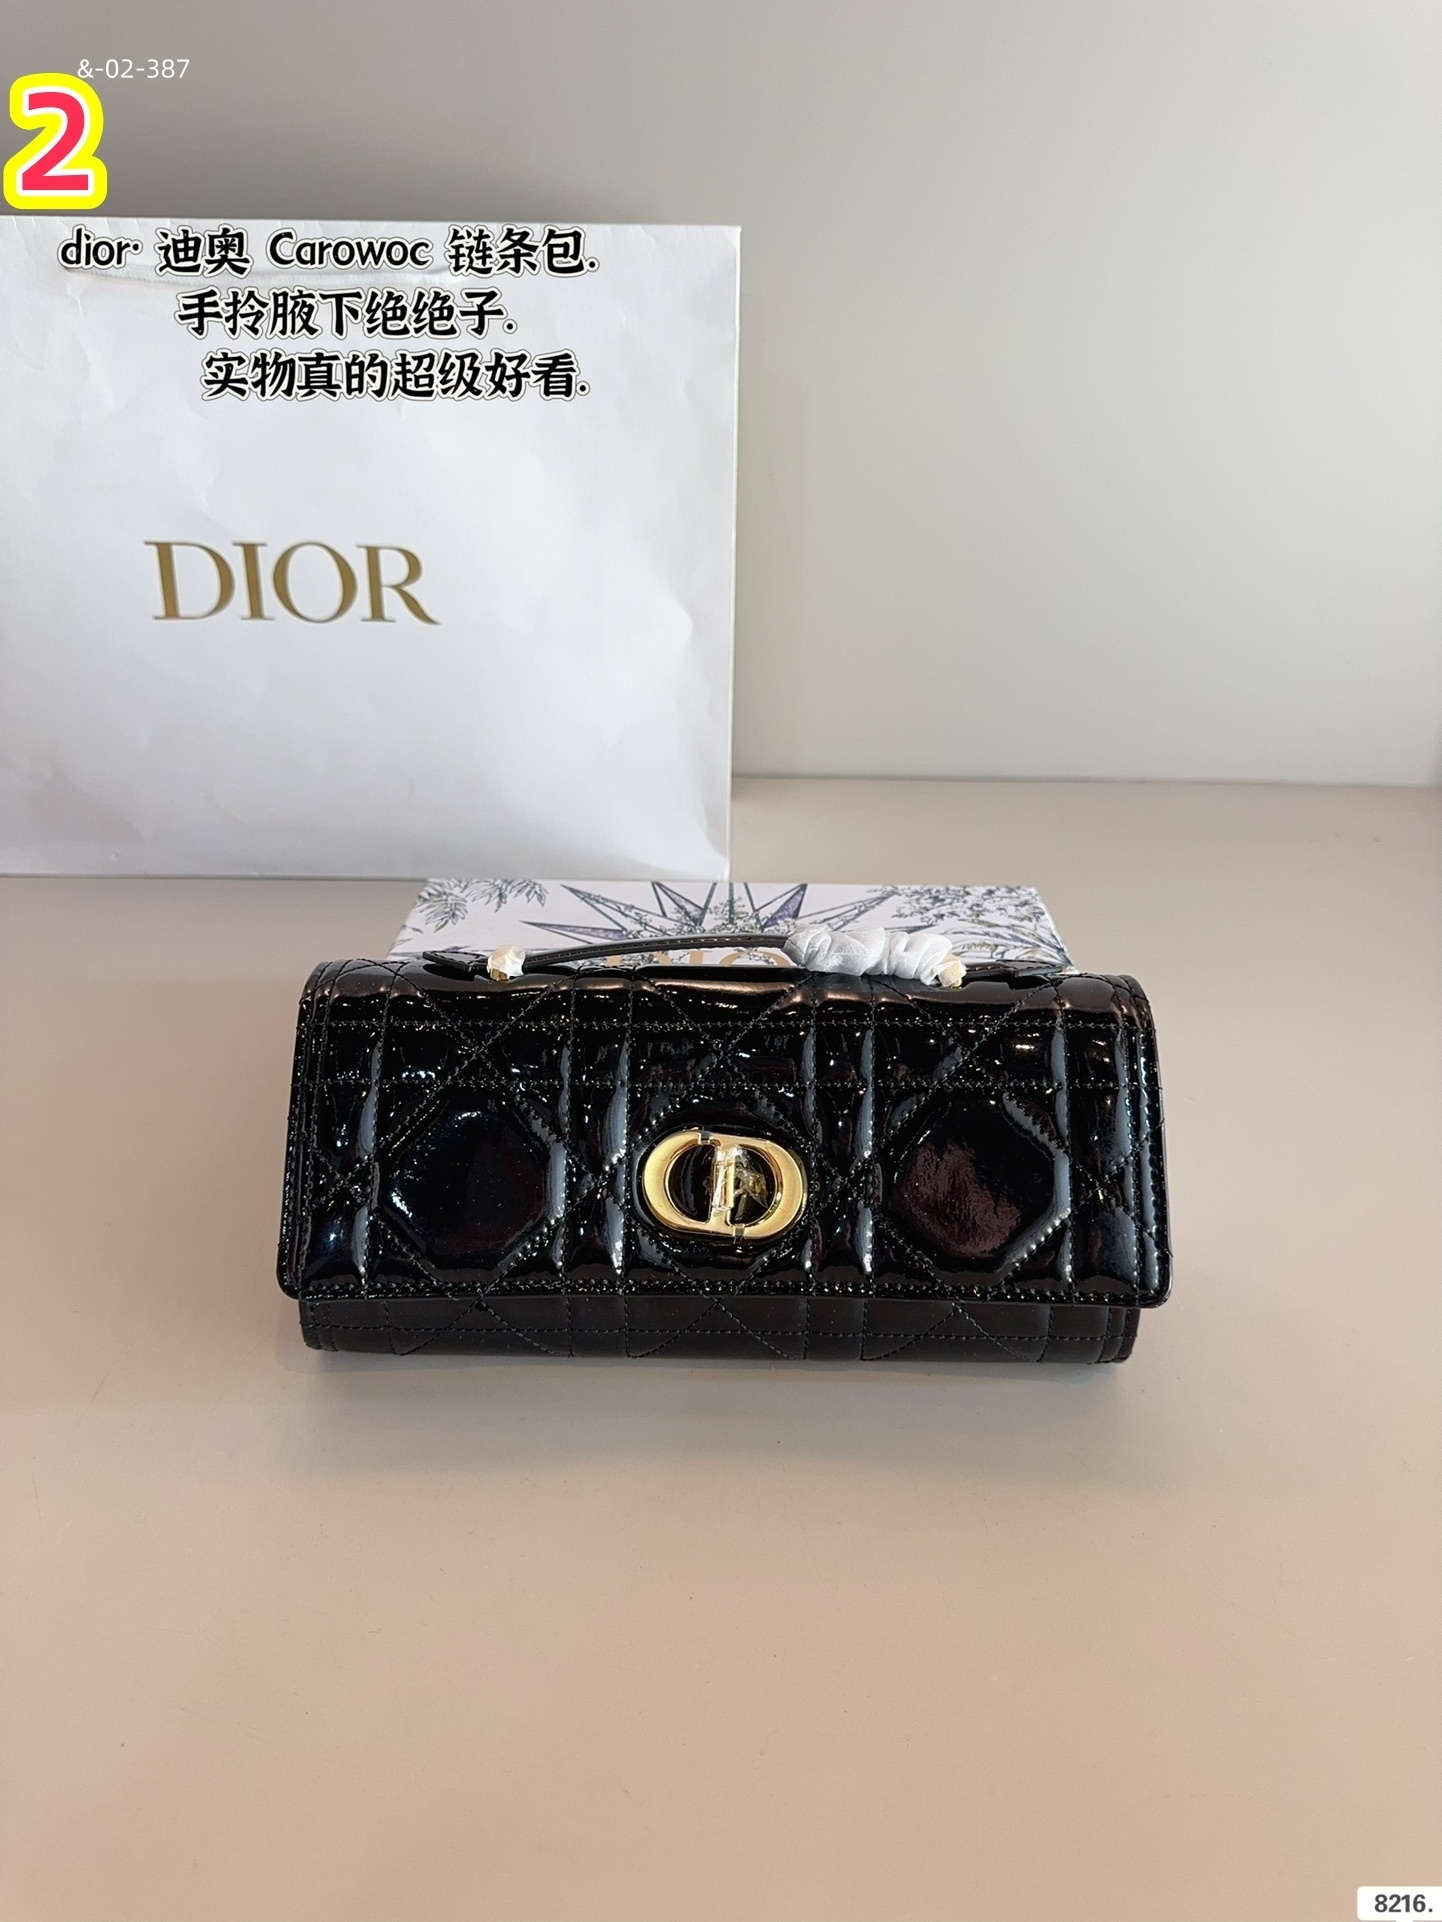 &-02-387
2
dior· 迪奥 Carowoc 链条包.
手拎腋下绝绝子.
实物真的超级好看.
DIOR
DIO
8216.